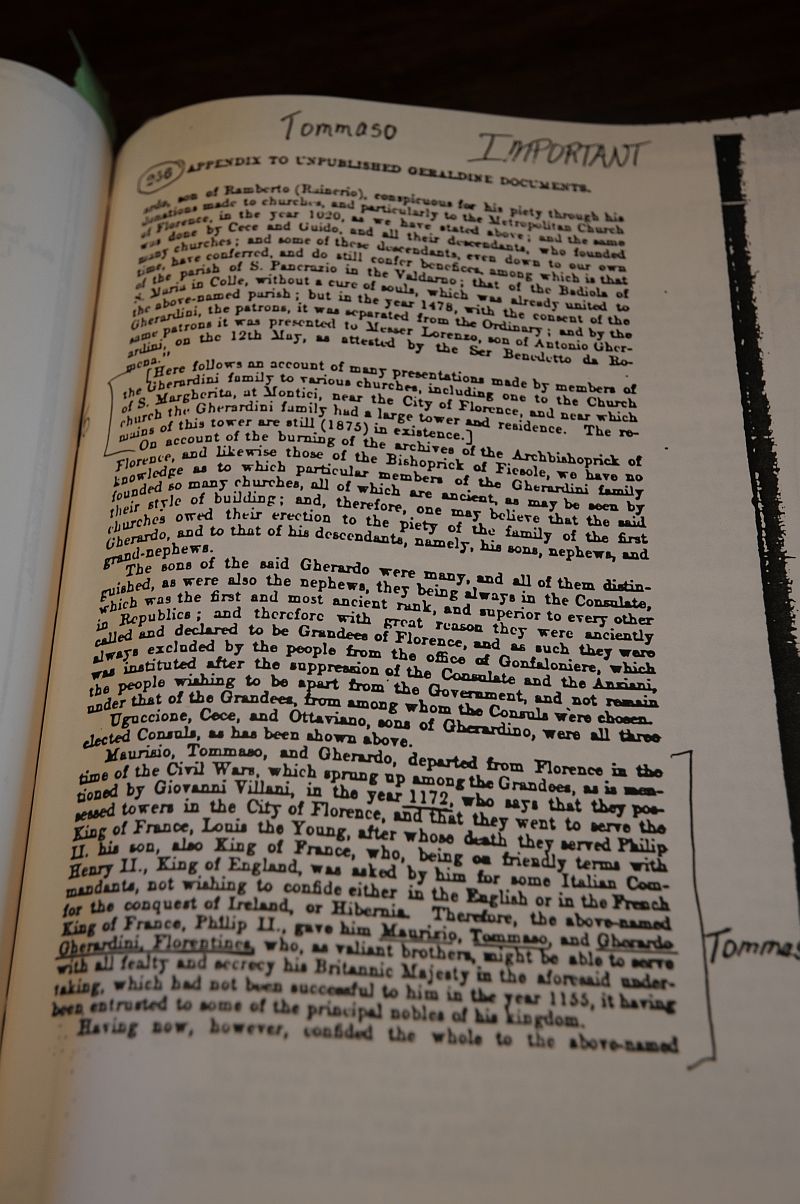 Tommaso
IMPORTANT
256 APPENDIX TO UNPUBLISHED GERALDINE DOCUMENTS.
son of Ramberto (Rainerio), conspicuous for his piety through his
donations made to churches, and particularly to the Metropolitan Church
of Florence, in the year 1020, as we have stated above; and the same
was done by Cece and Guido, and all their descendants, who founded
many churches; and some of these descendants, even down to our own
time, have conferred, and do still confer benefices, among which is that
of the parish of S. Pancrazio in the Valdarno; that of the Badiola of
S. Maria in Colle, without a cure of souls, which was already united to
the above-named parish; but in the year 1478, with the consent of the
Gherardini, the patrons, it was separated from the Ordinary; and by the
same patrons it was presented to Messer Lorenzo, son of Antonio Gher-
ardini, on the 12th May, as attested by the Ser Benedetto da Ro-
mena."
[Here follows an account of many presentations made by members of
the Gherardini family to various churches, including one to the Church
of S. Margherita, at Montici, near the City of Florence, and near which
church the Gherardini family had a large tower and residence. The re-
mains of this tower are still (1875) in existence.]
On account of the burning of the archives of the Archbishoprick of
Florence, and likewise those of the Bishoprick of Fiesole, we have no
knowledge as to which particular members of the Gherardini family
founded so many churches, all of which are ancient, as may be seen by
their style of building; and, therefore, one may believe that the said
churches owed their erection to the piety of the family of the first
Gherardo, and to that of his descendants, namely, his sons, nephews, and
grand-nephews.
The sons of the said Gherardo were many, and all of them distin-
guished, as were also the nephews, they being always in the Consulate,
which was the first and most ancient rank, and superior to every other
in Republics; and therefore with great reason they were anciently
called and declared to be Grandees of Florence, and as such they were
always excluded by the people from the office of Gonfaloniere, which
was instituted after the suppression of the Consulate and the Anziani,
the people wishing to be apart from the Government, and not remain
under that of the Grandees, from among whom the Consuls were chosen.
Uguccione, Cece, and Ottaviano, sons of Gherardino, were all three
elected Consuls, as has been shown above.
Maurizio, Tommaso, and Gherardo, departed from Florence in the
time of the Civil Wars, which sprung up among the Grandees, as is men-
tioned by Giovanni Villani, in the year 1172, who says that they pos-
sessed towers in the City of Florence, and that they went to serve the
King of France, Louis the Young, after whose death they served Philip
II. his son, also King of France, who, being on friendly terms with
Henry II., King of England, was asked by him for some Italian Com-
mandants, not wishing to confide either in the English or in the French
for the conquest of Ireland, or Hibernia. Therefore, the above-named
King of France, Philip II., gave him Maurizio, Tommaso, and Gherardo
Gherardini, Florentines, who, as valiant brothers, might be able to serve
with all fealty and secrecy his Britannic Majesty in the aforesaid under-
taking, which had not been successful to him in the year 1155, it having
been entrusted to some of the principal nobles of his kingdom.
Having now, however, confided the whole to the above-named
Tommas